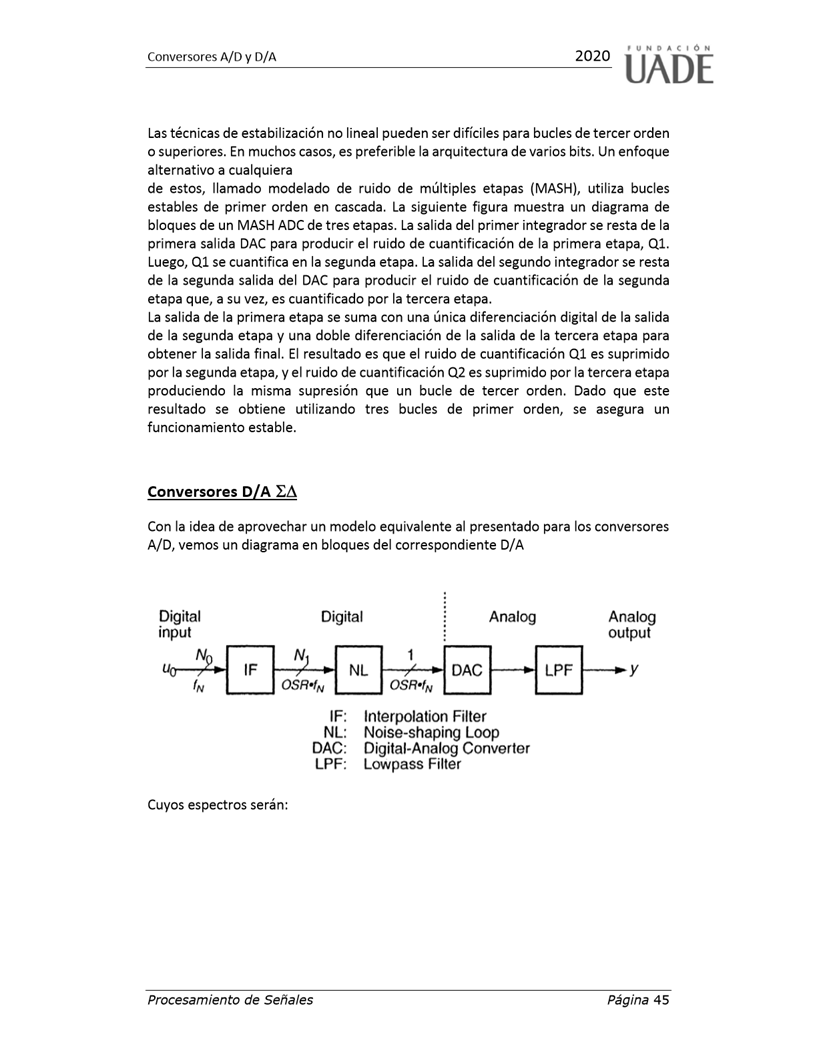 Conversores A/D y D/A 2020
FUNDACIÓN
UADE
Las técnicas de estabilización no lineal pueden ser difíciles para bucles de tercer orden
o superiores. En muchos casos, es preferible la arquitectura de varios bits. Un enfoque
alternativo a cualquiera
de estos, llamado modelado de ruido de múltiples etapas (MASH), utiliza bucles
estables de primer orden en cascada. La siguiente figura muestra un diagrama de
bloques de un MASH ADC de tres etapas. La salida del primer integrador se resta de la
primera salida DAC para producir el ruido de cuantificación de la primera etapa, Q1.
Luego, Q1 se cuantifica en la segunda etapa. La salida del segundo integrador se resta
de la segunda salida del DAC para producir el ruido de cuantificación de la segunda
etapa que, a su vez, es cuantificado por la tercera etapa.
La salida de la primera etapa se suma con una única diferenciación digital de la salida
de la segunda etapa y una doble diferenciación de la salida de la tercera etapa para
obtener la salida final. El resultado es que el ruido de cuantificación Q1 es suprimido
por la segunda etapa, y el ruido de cuantificación Q2 es suprimido por la tercera etapa
produciendo la misma supresión que un bucle de tercer orden. Dado que este
resultado se obtiene utilizando tres bucles de primer orden, se asegura un
funcionamiento estable.
Conversores D/A ΣΔ
Con la idea de aprovechar un modelo equivalente al presentado para los conversores
A/D, vemos un diagrama en bloques del correspondiente D/A
Digital Digital Analog Analog
input output
N0 N1 1
u0 IF NL DAC LPF y
fN OSR•fN OSR•fN
IF: Interpolation Filter
NL: Noise-shaping Loop
DAC: Digital-Analog Converter
LPF: Lowpass Filter
Cuyos espectros serán:
Procesamiento de Señales Página 45